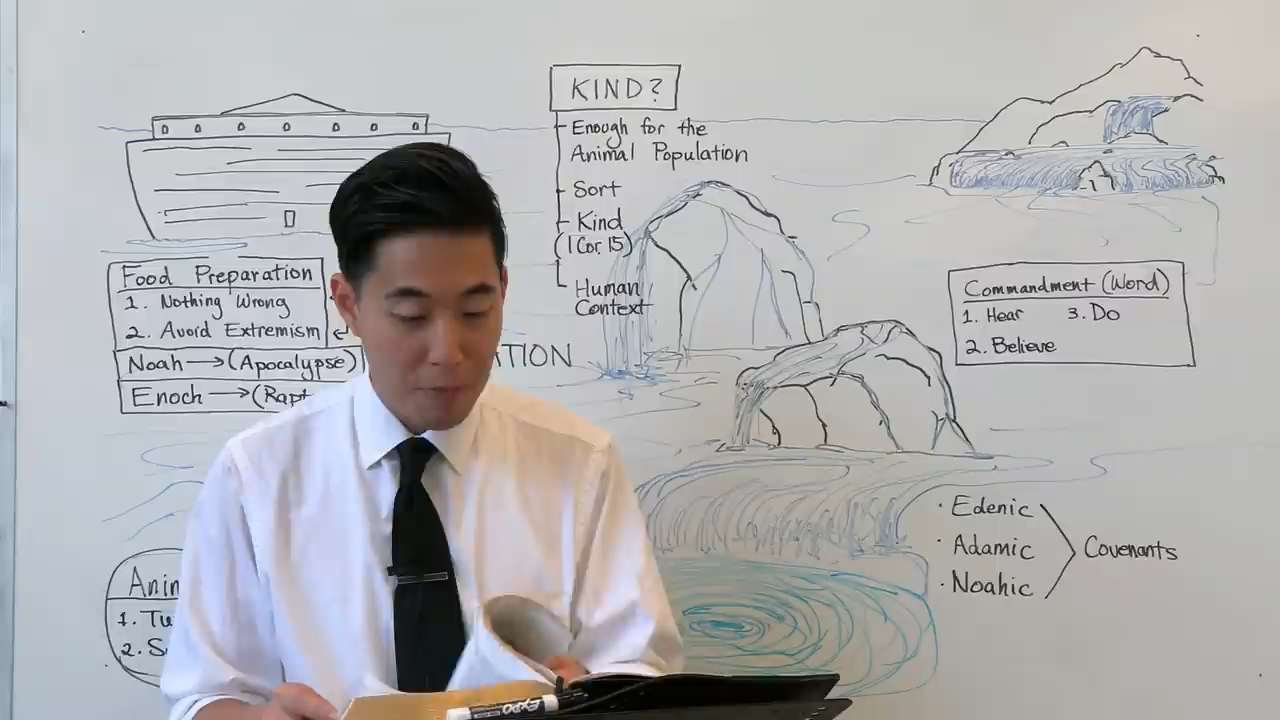 KIND?
Enough for the
Animal Population
Sort
Kind
(1 Cor. 15)
Human
Context
Food Preparation
1. Nothing Wrong
2. Avoid Extremism
Noah → (Apocalypse)
Enoch → (Rapt
ATION
Commandment (Word)
1. Hear 3. Do
2. Believe
· Edenic
· Adamic
· Noahic
Covenants
Anim
1. Tu
2. S
EXPO